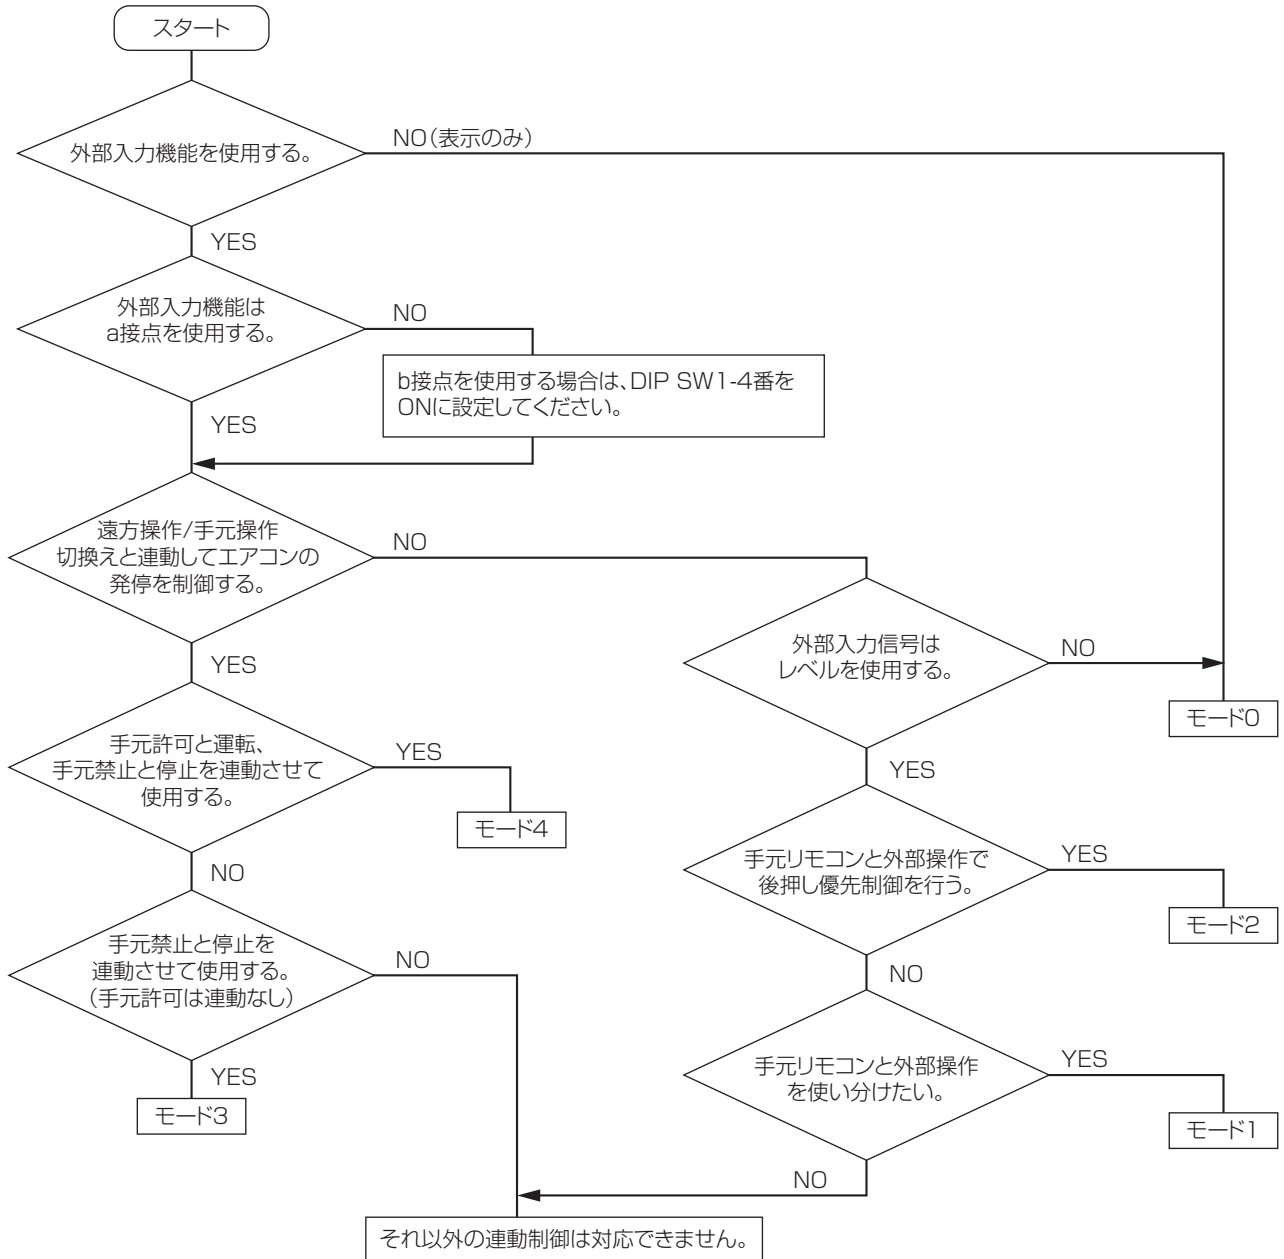 スタート
外部入力機能を使用する。
NO(表示のみ)
YES
外部入力機能は
a接点を使用する。
NO
b接点を使用する場合は、DIP SW1-4番を
ONに設定してください。
YES
遠方操作/手元操作
切換えと連動してエアコンの
発停を制御する。
NO
外部入力信号は
レベルを使用する。
NO
モード0
YES
YES
手元許可と運転、
手元禁止と停止を連動させて
使用する。
YES
モード4
手元リモコンと外部操作で
後押し優先制御を行う。
YES
モード2
NO
NO
手元禁止と停止を
連動させて使用する。
(手元許可は連動なし)
NO
YES
モード3
手元リモコンと外部操作
を使い分けたい。
YES
モード1
NO
それ以外の連動制御は対応できません。